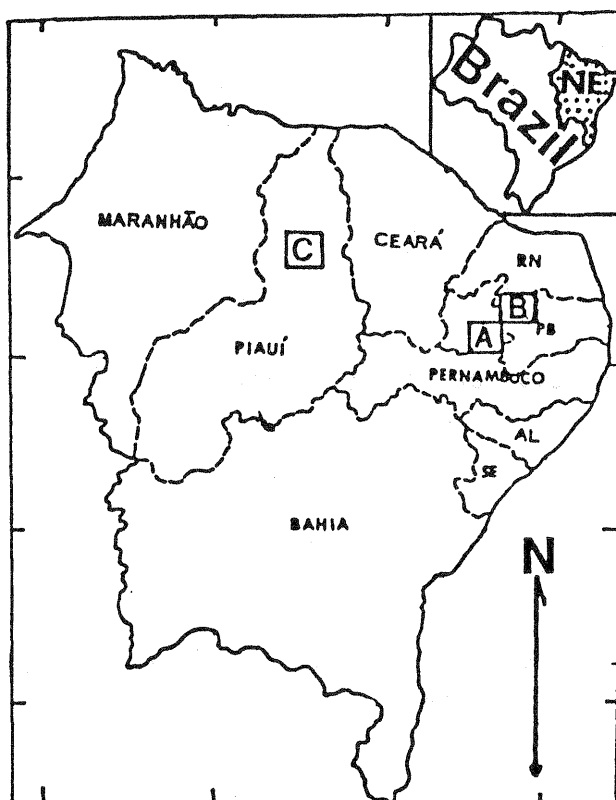 Brazil
NE
MARANHÃO
CEARÁ
RN
C
B
A
PB
PIAUÍ
PERNAMBUCO
AL
SE
BAHIA
N